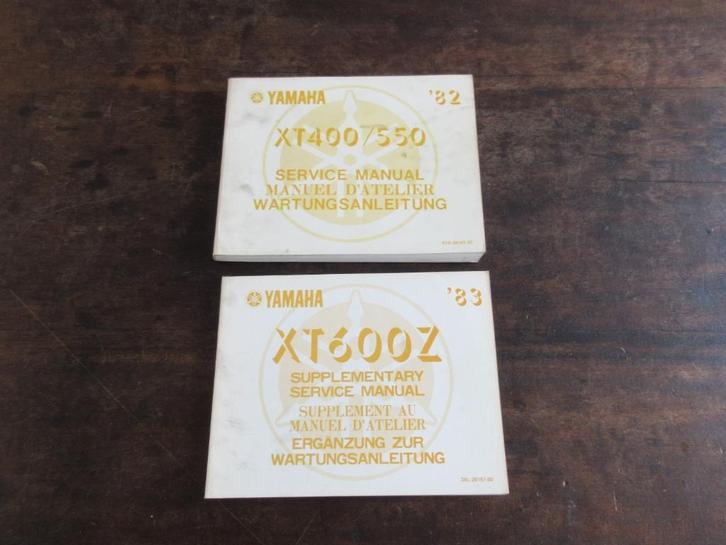 YAMAHA '82
XT400/550
SERVICE MANUAL
MANUEL D'ATELIER
WARTUNGSANLEITUNG
YAMAHA '83
XT600Z
SUPPLEMENTARY
SERVICE MANUAL
SUPPLEMENT AU
MANUEL D'ATELIER
ERGÄNZUNG ZUR
WARTUNGSANLEITUNG